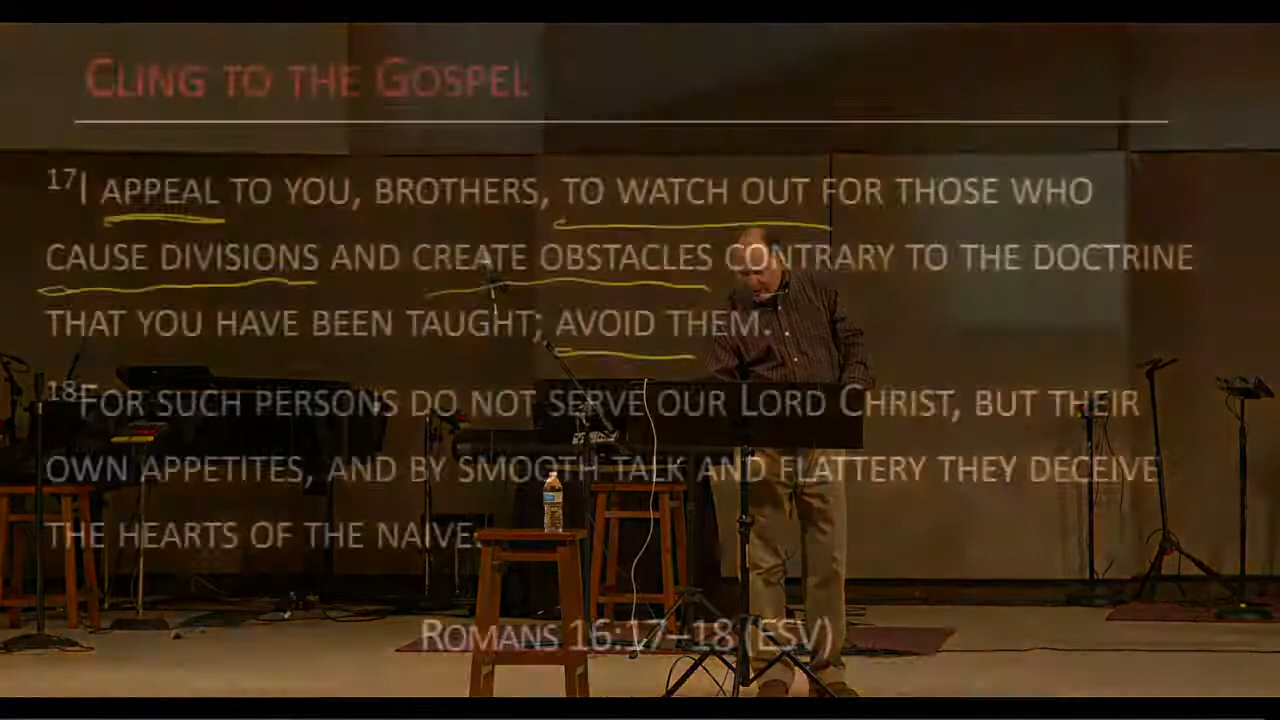 CLING TO THE GOSPEL
17I APPEAL TO YOU, BROTHERS, TO WATCH OUT FOR THOSE WHO
CAUSE DIVISIONS AND CREATE OBSTACLES CONTRARY TO THE DOCTRINE
THAT YOU HAVE BEEN TAUGHT; AVOID THEM.
18FOR SUCH PERSONS DO NOT SERVE OUR LORD CHRIST, BUT THEIR
OWN APPETITES, AND BY SMOOTH TALK AND FLATTERY THEY DECEIVE
THE HEARTS OF THE NAIVE.
ROMANS 16:17–18 (ESV)